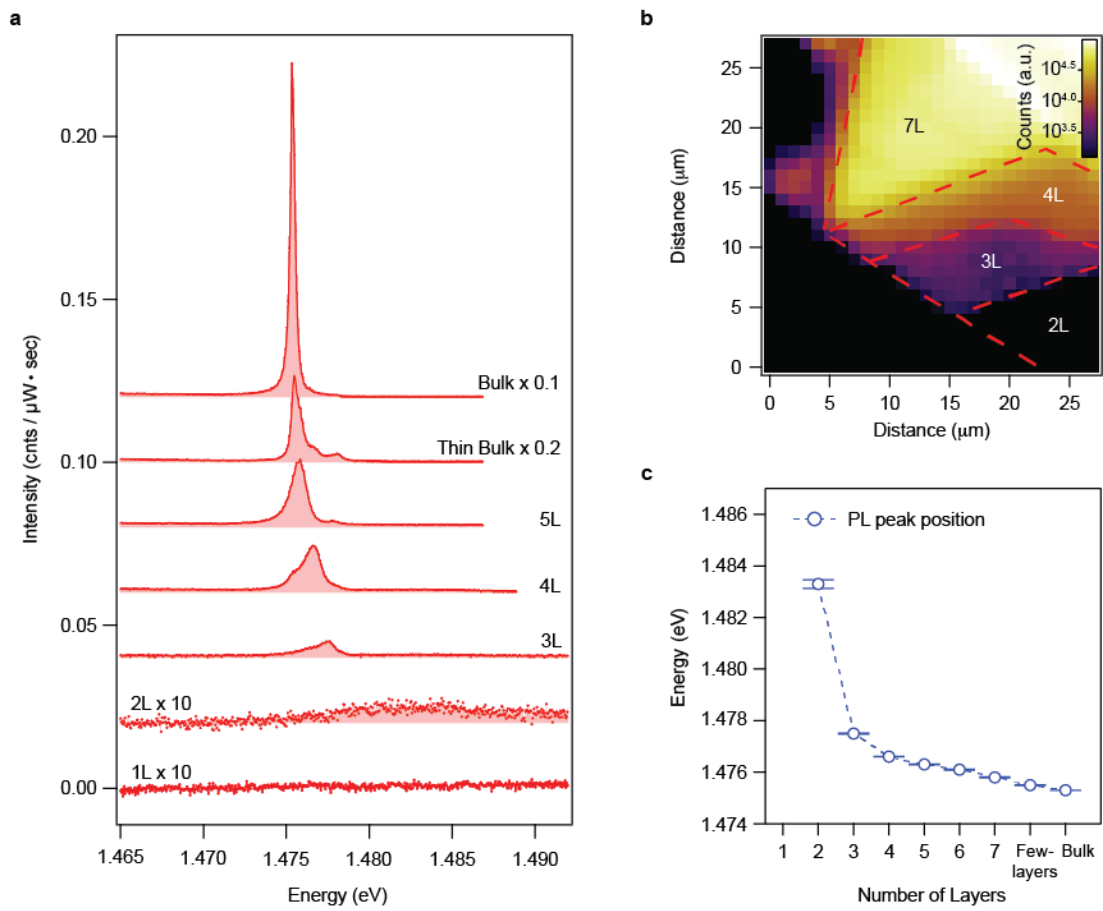 a
0.20
0.15
0.10
0.05
0.00
Intensity (cnts / µW • sec)
Bulk x 0.1
Thin Bulk x 0.2
5L
4L
3L
2L x 10
1L x 10
1.465
1.470
1.475
1.480
1.485
1.490
Energy (eV)
b
25
20
15
10
5
0
Distance (µm)
7L
4L
3L
2L
Counts (a.u.)
10^4.5
10^4.0
10^3.5
0
5
10
15
20
25
Distance (µm)
c
PL peak position
1.486
1.484
1.482
1.480
1.478
1.476
1.474
Energy (eV)
1
2
3
4
5
6
7
Few-
layers
Bulk
Number of Layers